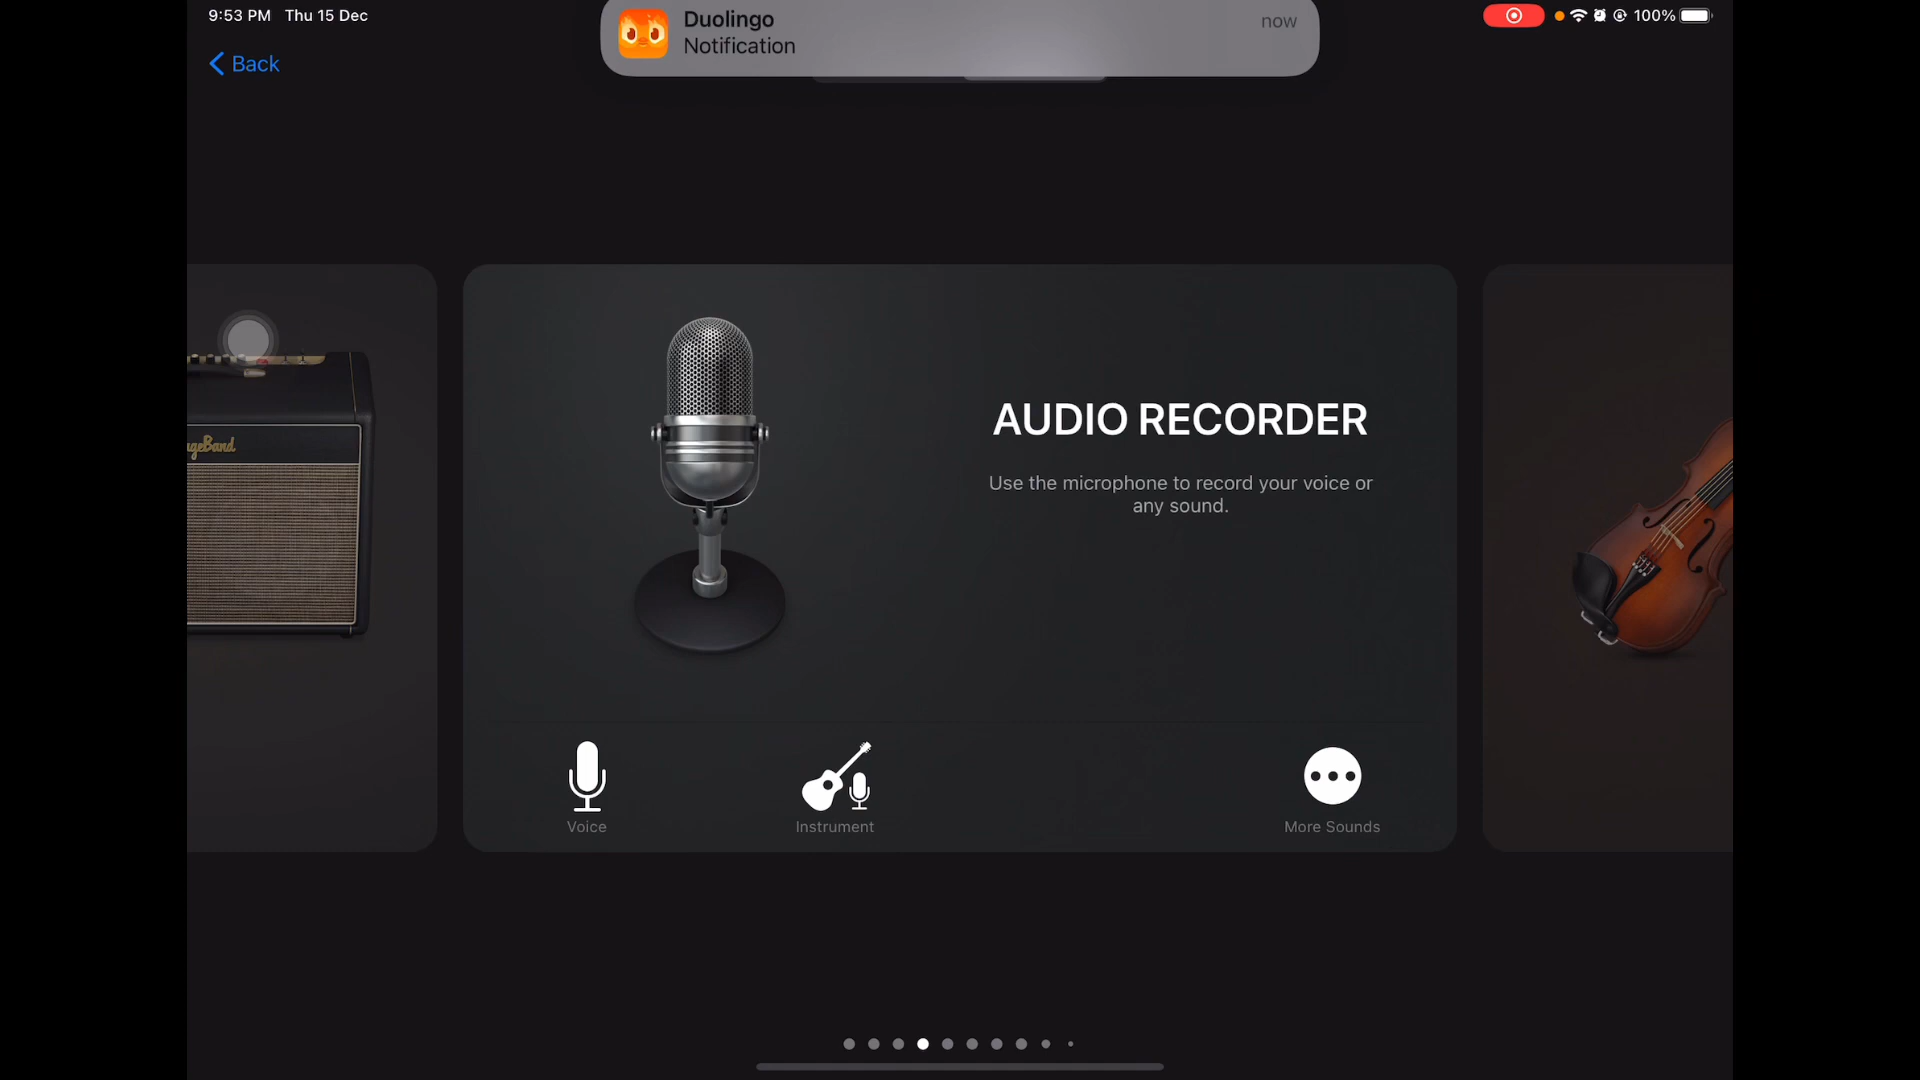 9:53 PM Thu 15 Dec
Duolingo
now
Notification
100%
Back
AUDIO RECORDER
Use the microphone to record your voice or
any sound.
Voice
Instrument
More Sounds